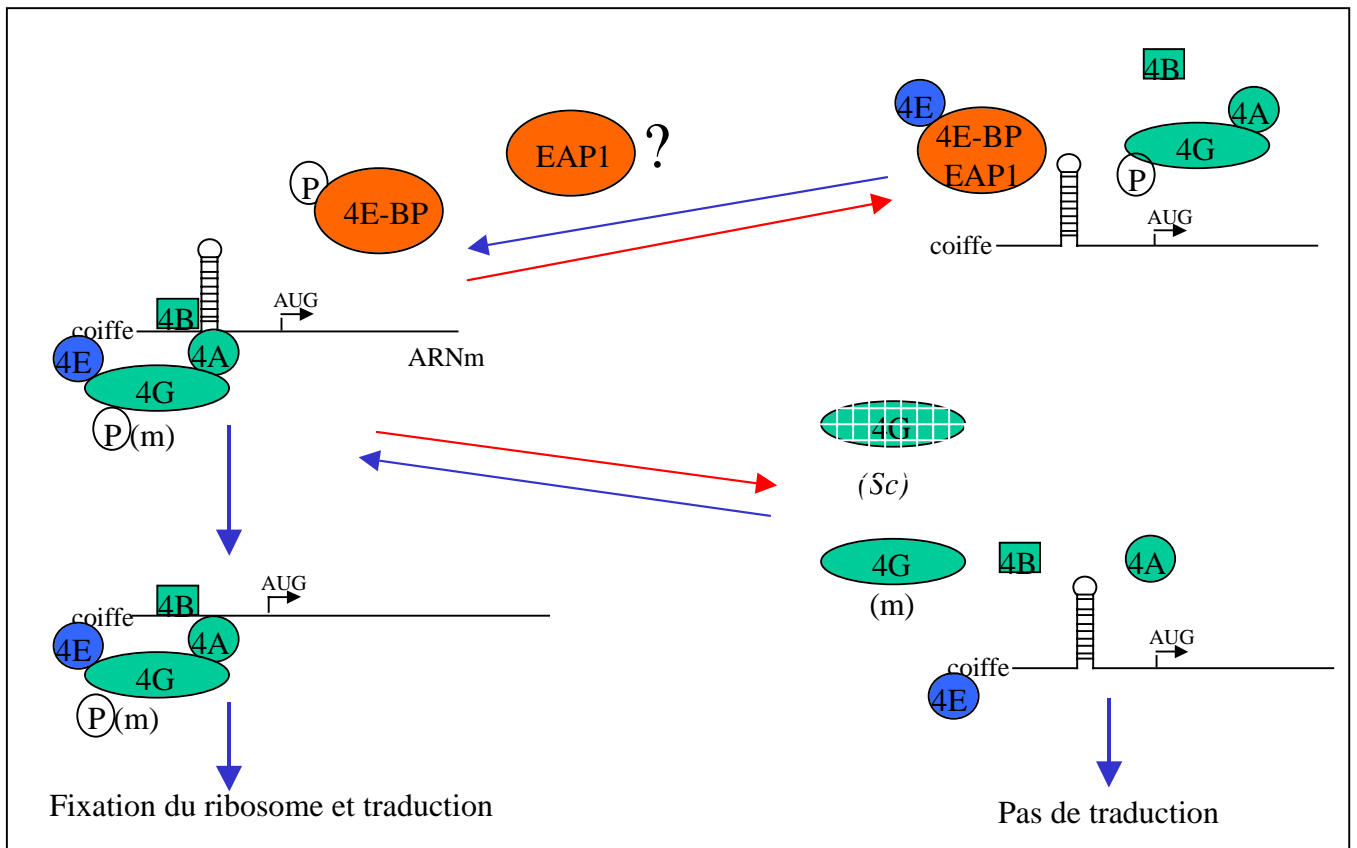 4B
4E
4A
4E-BP
EAP1
4G
P
AUG
coiffe
EAP1 ?
P
4E-BP
AUG
4B
coiffe
4E
4A
ARNm
4G
P (m)
4G
(Sc)
4G
4B
4A
(m)
AUG
coiffe
4E
AUG
4B
coiffe
4E
4A
4G
P (m)
Fixation du ribosome et traduction
Pas de traduction